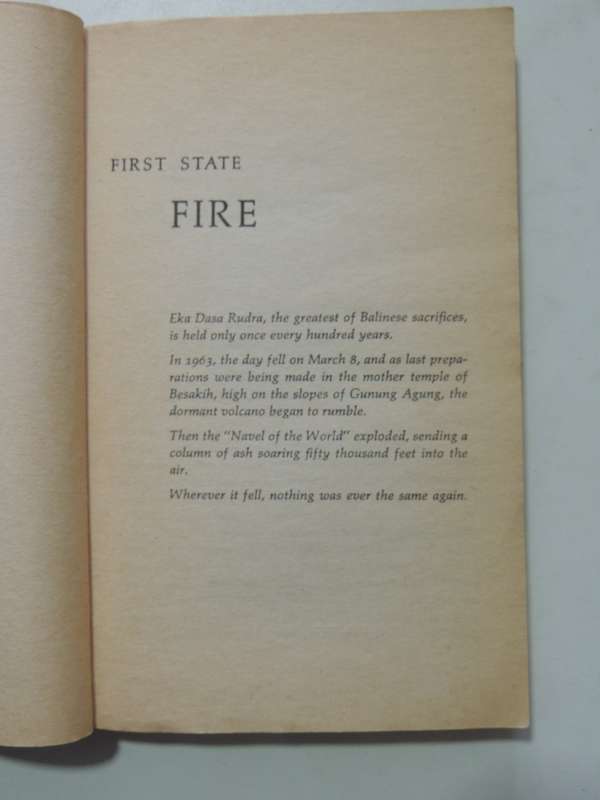 FIRST STATE
FIRE
Eka Dasa Rudra, the greatest of Balinese sacrifices,
is held only once every hundred years.
In 1963, the day fell on March 8, and as last prepa-
rations were being made in the mother temple of
Besakih, high on the slopes of Gunung Agung, the
dormant volcano began to rumble.
Then the "Navel of the World" exploded, sending a
column of ash soaring fifty thousand feet into the
air.
Wherever it fell, nothing was ever the same again.